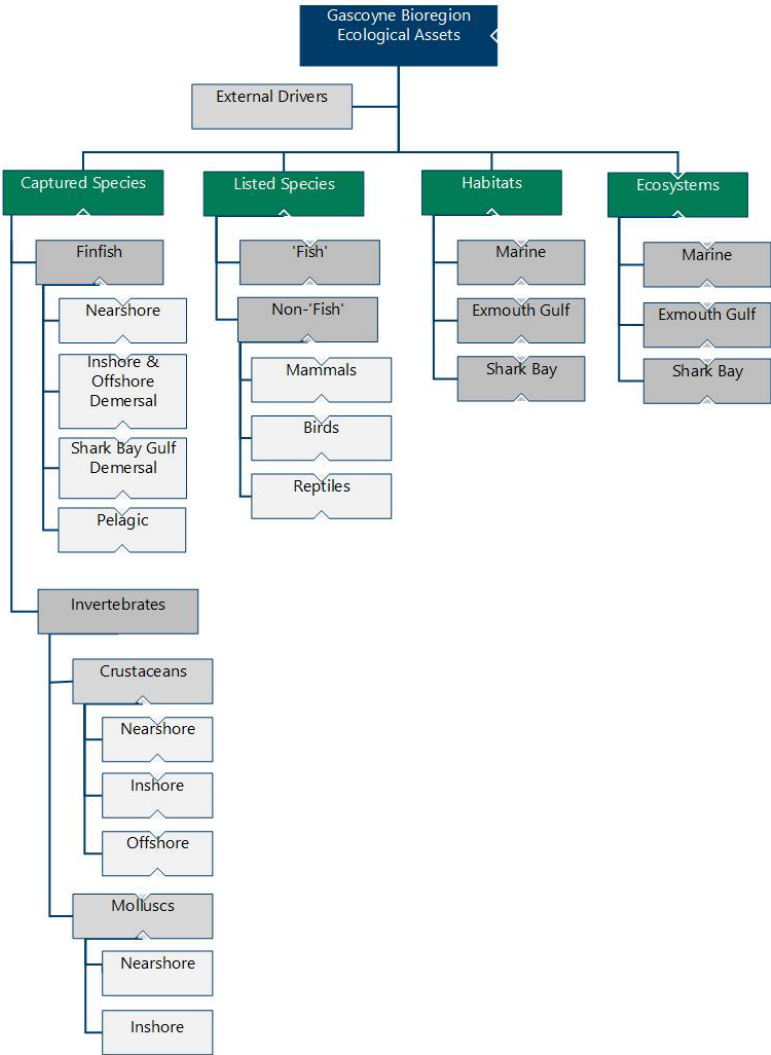 Gascoyne Bioregion
Ecological Assets
External Drivers
Captured Species
Finfish
Nearshore
Inshore &
Offshore
Demersal
Shark Bay Gulf
Demersal
Pelagic
Invertebrates
Crustaceans
Nearshore
Inshore
Offshore
Molluscs
Nearshore
Inshore
Listed Species
'Fish'
Non-'Fish'
Mammals
Birds
Reptiles
Habitats
Marine
Exmouth Gulf
Shark Bay
Ecosystems
Marine
Exmouth Gulf
Shark Bay